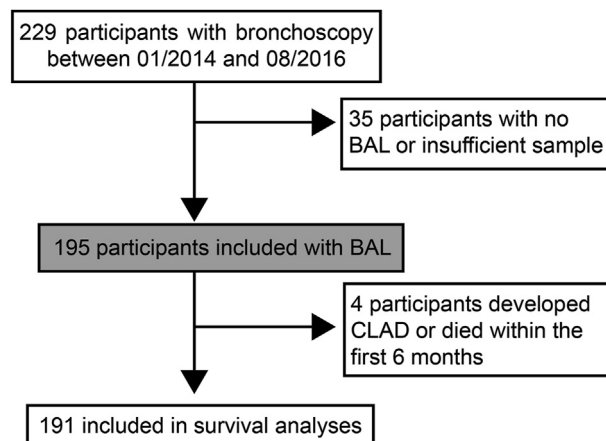 229 participants with bronchoscopy
between 01/2014 and 08/2016
35 participants with no
BAL or insufficient sample
195 participants included with BAL
4 participants developed
CLAD or died within the
first 6 months
191 included in survival analyses